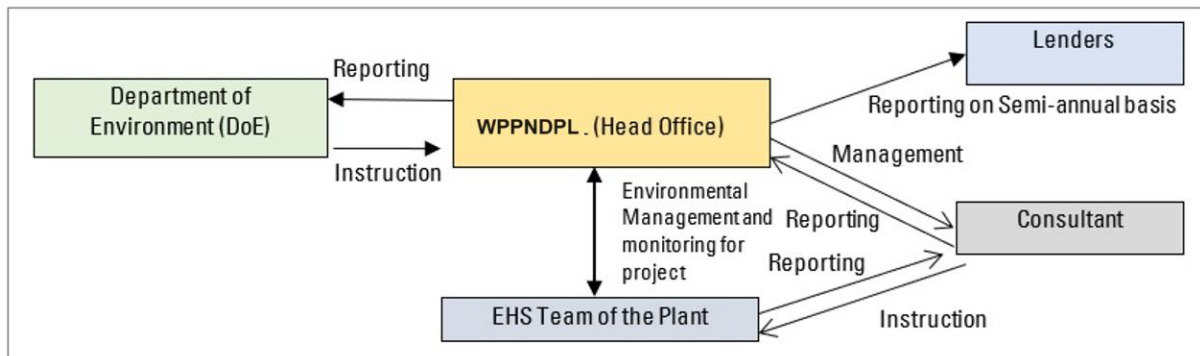 Lenders
Reporting
Department of
Environment (DoE)
WPPNDPL . (Head Office)
Reporting on Semi-annual basis
Instruction
Management
Environmental
Management and
monitoring for
project
Reporting
Consultant
Reporting
EHS Team of the Plant
Instruction